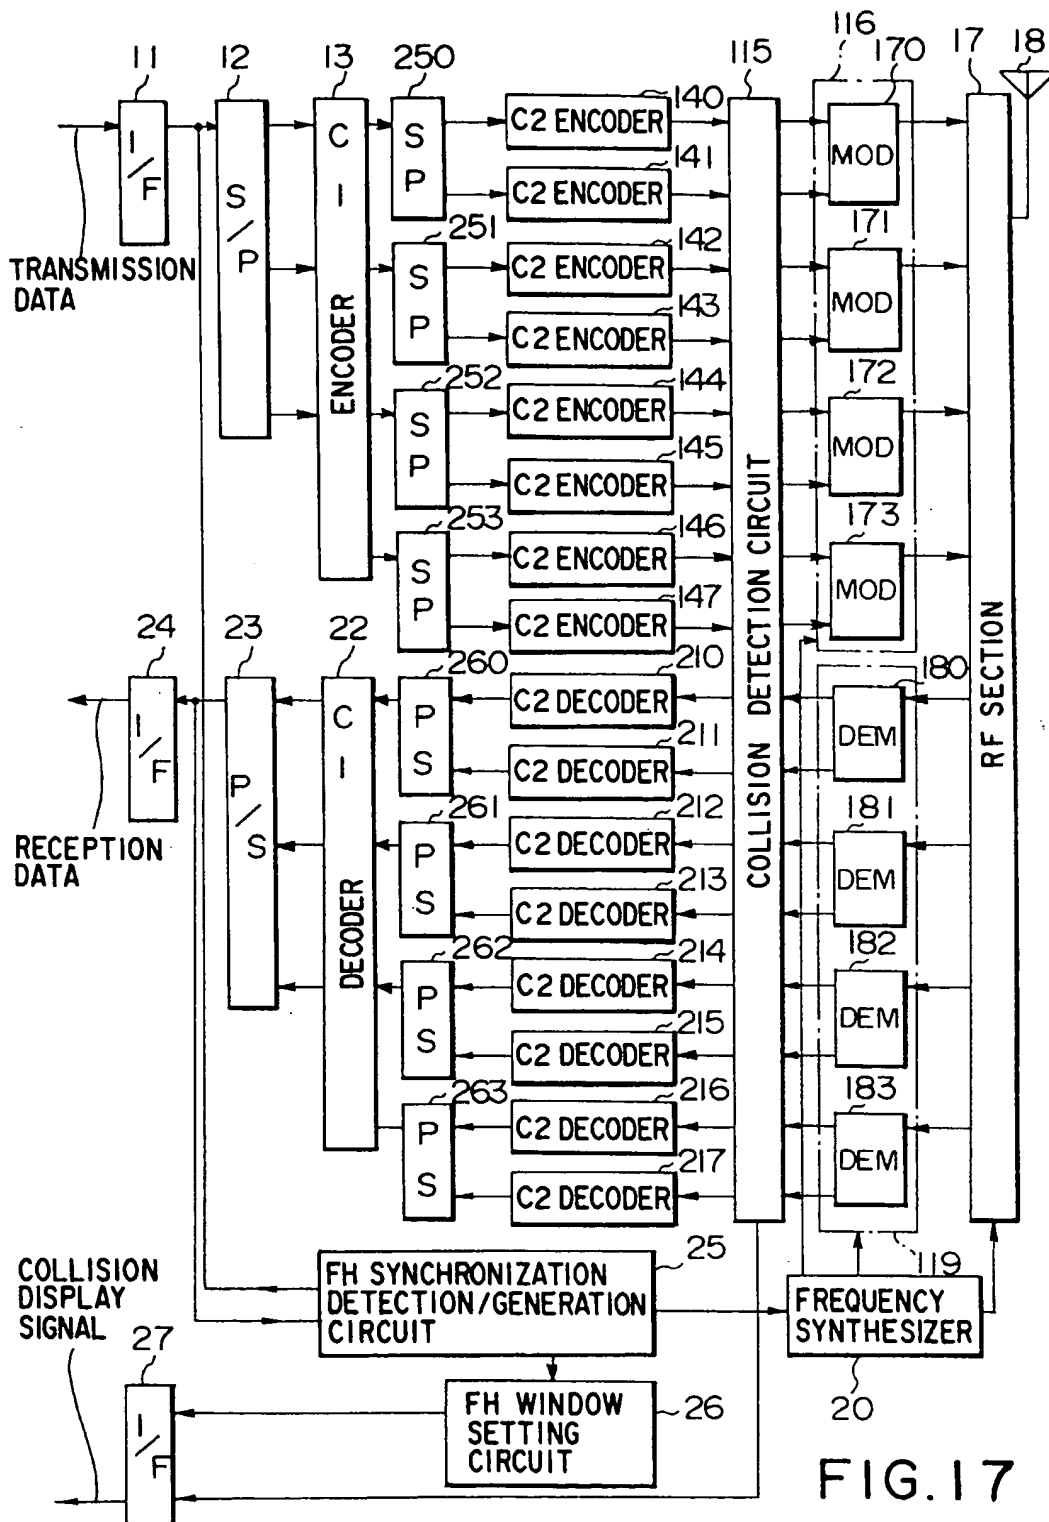 11
12
13
250
140
115
116
170
17
18
I/F
S/P
C1 ENCODER
S P
C2 ENCODER
MOD
141
C2 ENCODER
TRANSMISSION
DATA
251
142
171
S P
C2 ENCODER
MOD
143
C2 ENCODER
252
144
172
S P
C2 ENCODER
MOD
145
C2 ENCODER
253
146
173
S P
C2 ENCODER
MOD
147
C2 ENCODER
COLLISION DETECTION CIRCUIT
RF SECTION
24
23
22
260
210
180
I/F
P/S
C1 DECODER
P S
C2 DECODER
DEM
211
C2 DECODER
RECEPTION
DATA
261
212
181
P S
C2 DECODER
DEM
213
C2 DECODER
262
214
182
P S
C2 DECODER
DEM
215
C2 DECODER
263
216
183
P S
C2 DECODER
DEM
217
C2 DECODER
119
25
FH SYNCHRONIZATION
DETECTION/GENERATION
CIRCUIT
FREQUENCY
SYNTHESIZER
20
COLLISION
DISPLAY
SIGNAL
27
I/F
FH WINDOW
SETTING
CIRCUIT
26
FIG.17